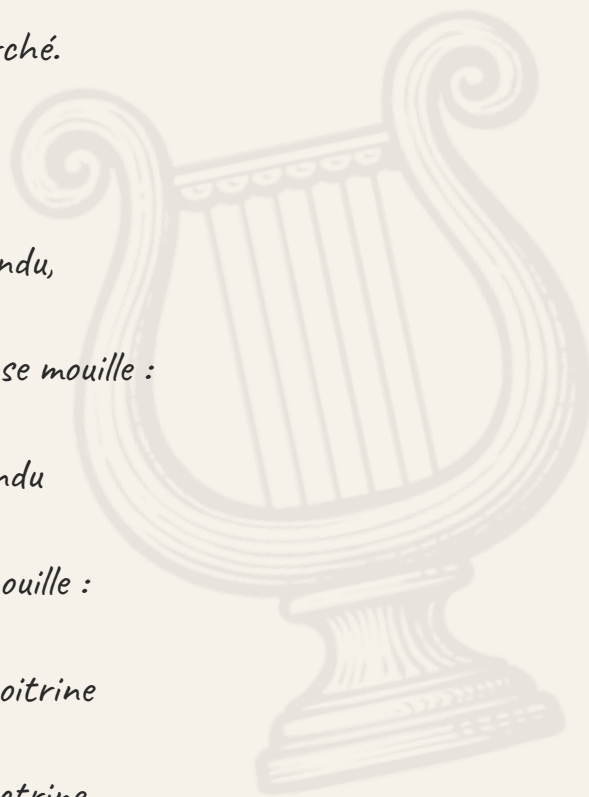 rché.
ndu,
se mouille :
ndu
ouille :
oitrine